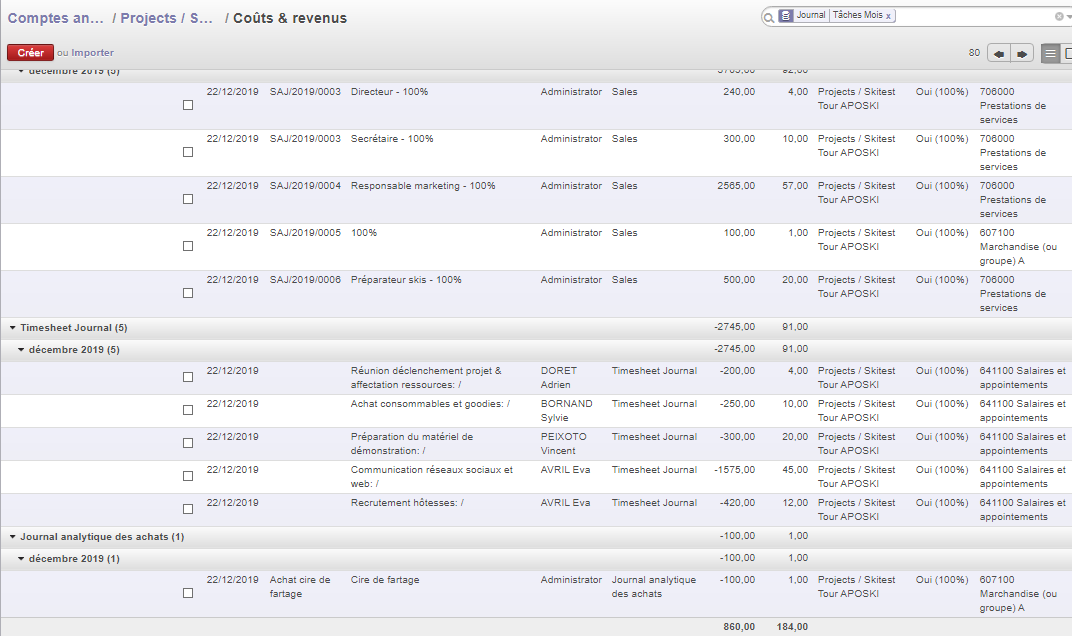 Comptes an... / Projects / S... / Coûts & revenus
Journal Tâches Mois x
Créer ou Importer
80
décembre 2019 (5) 3705,00 92,00
22/12/2019 SAJ/2019/0003 Directeur - 100% Administrator Sales 240,00 4,00 Projects / Skitest Oui (100%) 706000
Tour APOSKI Prestations de
services
22/12/2019 SAJ/2019/0003 Secrétaire - 100% Administrator Sales 300,00 10,00 Projects / Skitest Oui (100%) 706000
Tour APOSKI Prestations de
services
22/12/2019 SAJ/2019/0004 Responsable marketing - 100% Administrator Sales 2565,00 57,00 Projects / Skitest Oui (100%) 706000
Tour APOSKI Prestations de
services
22/12/2019 SAJ/2019/0005 100% Administrator Sales 100,00 1,00 Projects / Skitest Oui (100%) 607100
Tour APOSKI Marchandise (ou
groupe) A
22/12/2019 SAJ/2019/0006 Préparateur skis - 100% Administrator Sales 500,00 20,00 Projects / Skitest Oui (100%) 706000
Tour APOSKI Prestations de
services
Timesheet Journal (5) -2745,00 91,00
décembre 2019 (5) -2745,00 91,00
22/12/2019 Réunion déclenchement projet & DORET Timesheet Journal -200,00 4,00 Projects / Skitest Oui (100%) 641100 Salaires et
affectation ressources: / Adrien Tour APOSKI appointements
22/12/2019 Achat consommables et goodies: / BORNAND Timesheet Journal -250,00 10,00 Projects / Skitest Oui (100%) 641100 Salaires et
Sylvie Tour APOSKI appointements
22/12/2019 Préparation du matériel de PEIXOTO Timesheet Journal -300,00 20,00 Projects / Skitest Oui (100%) 641100 Salaires et
démonstration: / Vincent Tour APOSKI appointements
22/12/2019 Communication réseaux sociaux et AVRIL Eva Timesheet Journal -1575,00 45,00 Projects / Skitest Oui (100%) 641100 Salaires et
web: / Tour APOSKI appointements
22/12/2019 Recrutement hôtesses: / AVRIL Eva Timesheet Journal -420,00 12,00 Projects / Skitest Oui (100%) 641100 Salaires et
Tour APOSKI appointements
Journal analytique des achats (1) -100,00 1,00
décembre 2019 (1) -100,00 1,00
22/12/2019 Achat cire de Cire de fartage Administrator Journal analytique -100,00 1,00 Projects / Skitest Oui (100%) 607100
fartage des achats Tour APOSKI Marchandise (ou
groupe) A
860,00 184,00